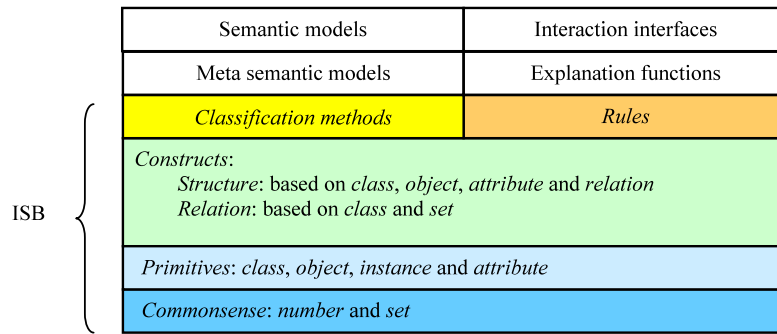 Semantic models
Interaction interfaces
Meta semantic models
Explanation functions
Classification methods
Rules
Constructs:
Structure: based on class, object, attribute and relation
Relation: based on class and set
ISB
Primitives: class, object, instance and attribute
Commonsense: number and set